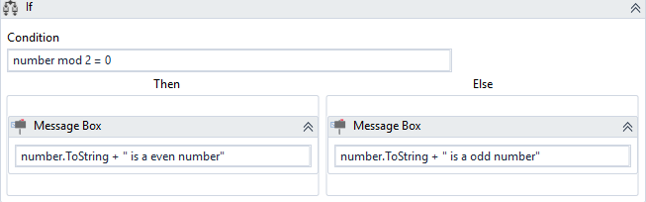 If
Condition
number mod 2 = 0
Then
Else
Message Box
Message Box
number.ToString + " is a even number"
number.ToString + " is a odd number"